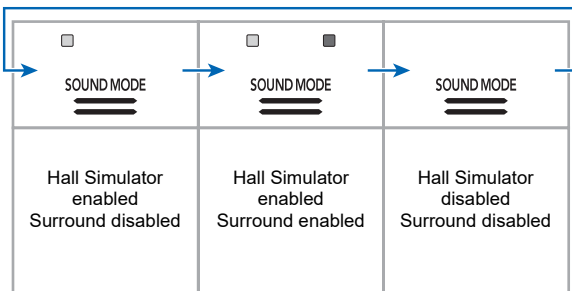 SOUND MODE
SOUND MODE
SOUND MODE
Hall Simulator
enabled
Surround disabled
Hall Simulator
enabled
Surround enabled
Hall Simulator
disabled
Surround disabled